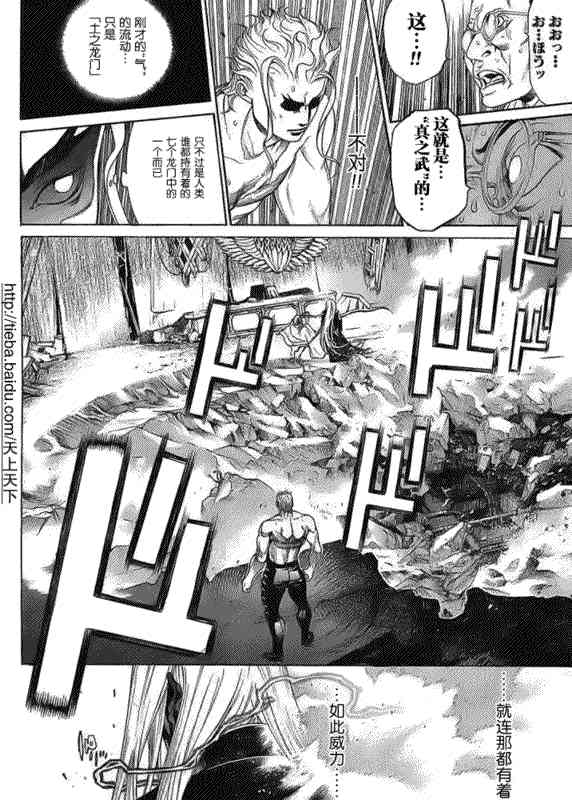 おおっ…
お…ほうッ
这…!!
刚才的“气”
的流动…
只是
「土之龙门」
这就是…
“真之武”的…
——不对!!
只不过是人类
谁都持有着的
七个龙门中的
一个而已
ドドドドドド
http://tieba.baidu.com/天上天下
……就连那都有着
……如此威力……